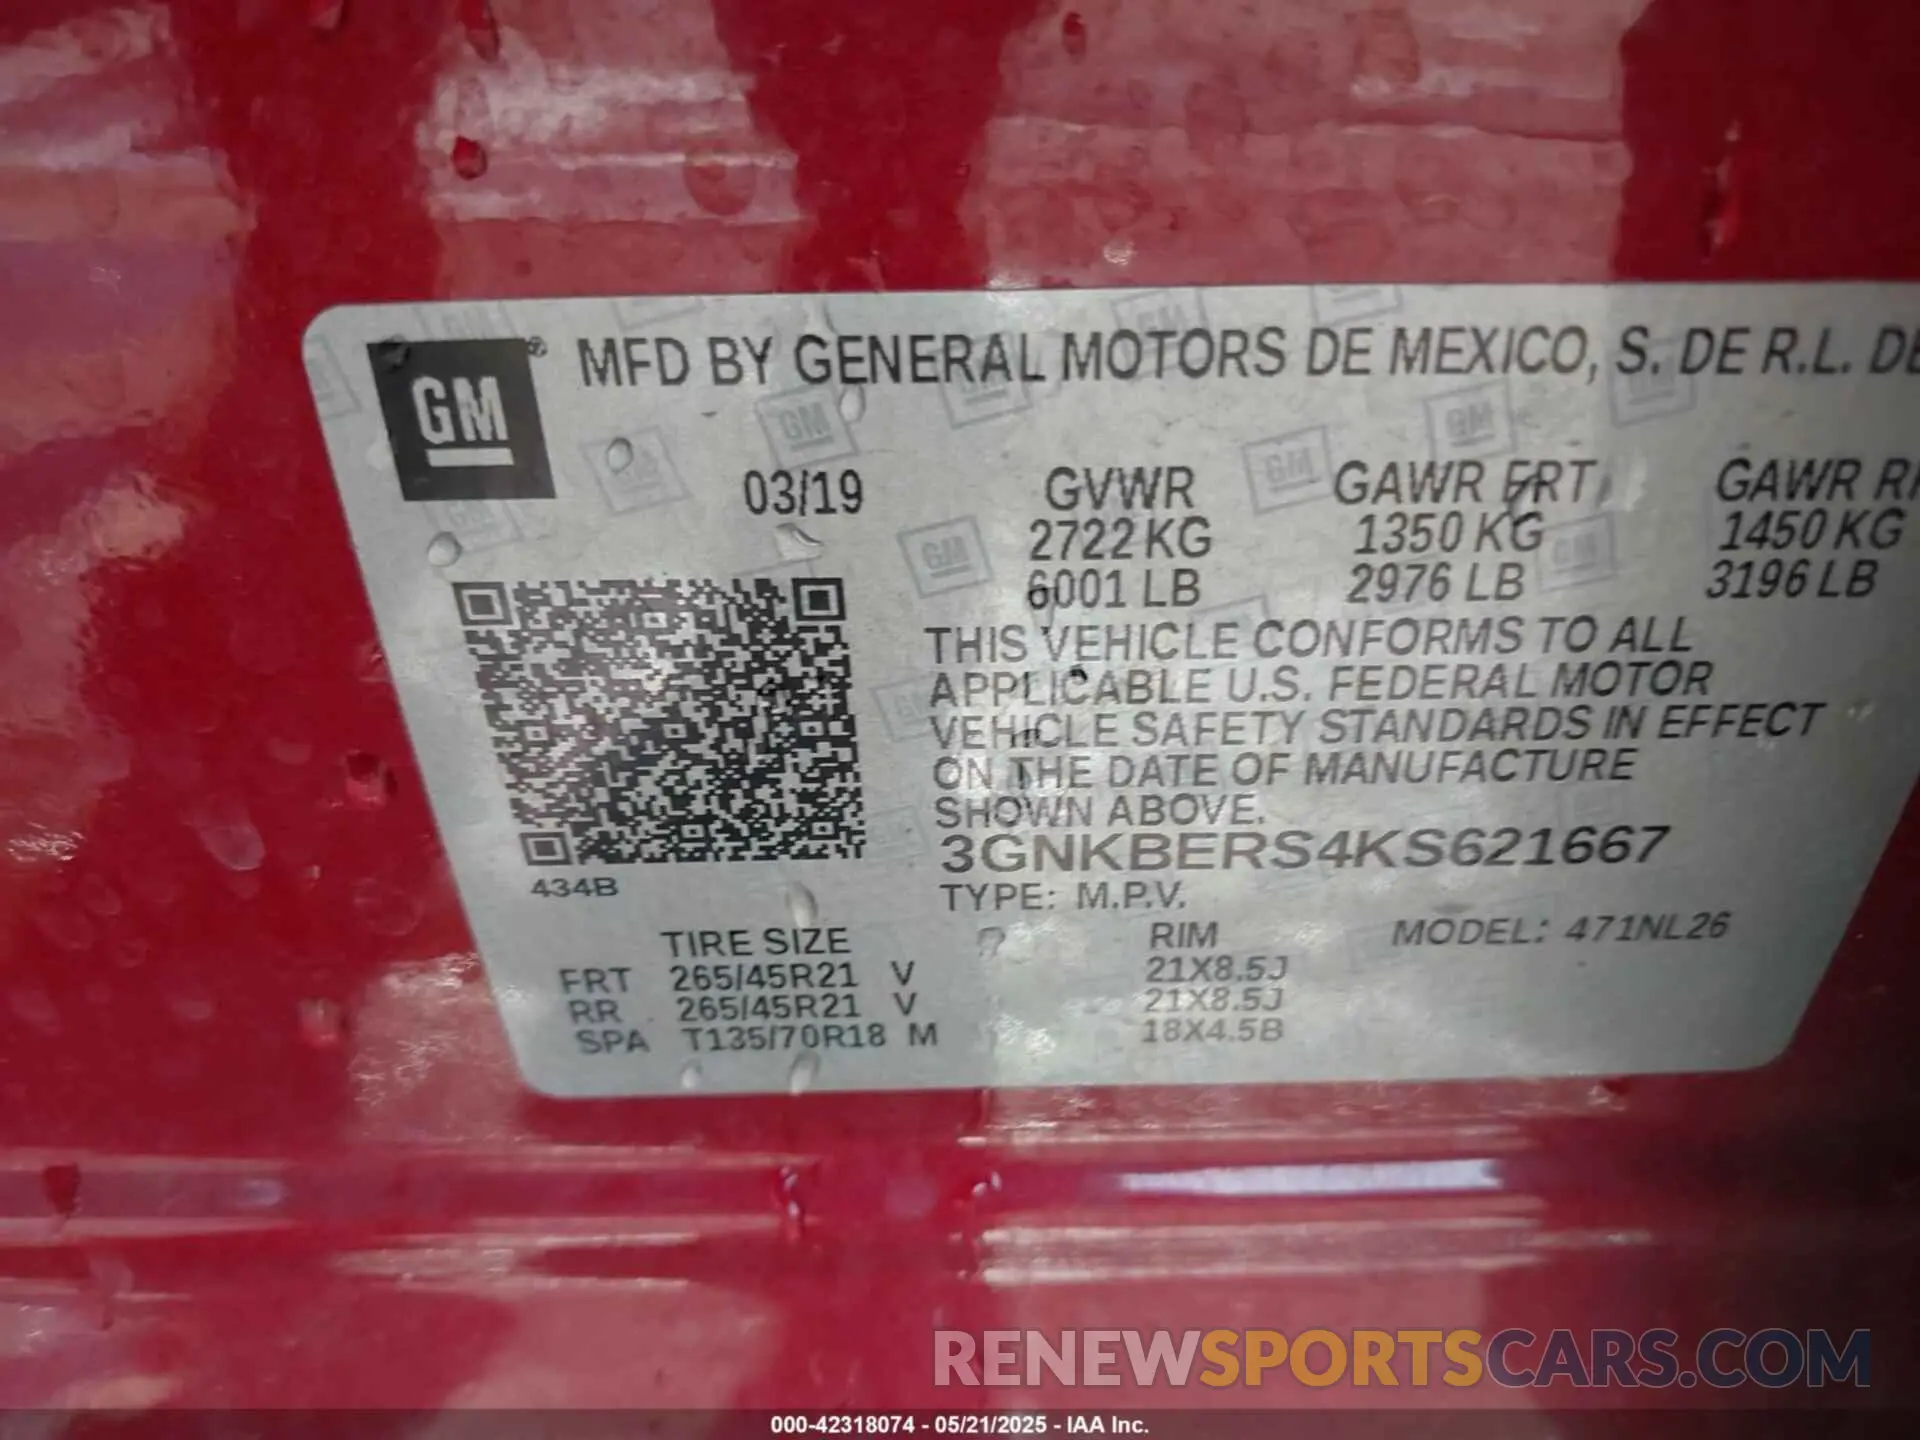 GM® MFD BY GENERAL MOTORS DE MEXICO, S. DE R.L. DE
03/19 GVWR GAWR FRT GAWR
2722 KG 1350 KG 1450 KG
6001 LB 2976 LB 3196 LB
THIS VEHICLE CONFORMS TO ALL
APPLICABLE U.S. FEDERAL MOTOR
VEHICLE SAFETY STANDARDS IN EFFECT
ON THE DATE OF MANUFACTURE
SHOWN ABOVE.
3GNKBERS4KS621667
434B
TYPE: M.P.V.
TIRE SIZE RIM MODEL: 471NL26
FRT 265/45R21 V 21X8.5J
RR 265/45R21 V 21X8.5J
SPA T135/70R18 M 18X4.5B
RENEWSPORTSCARS.COM
000-42318074 - 05/21/2025 - IAA Inc.